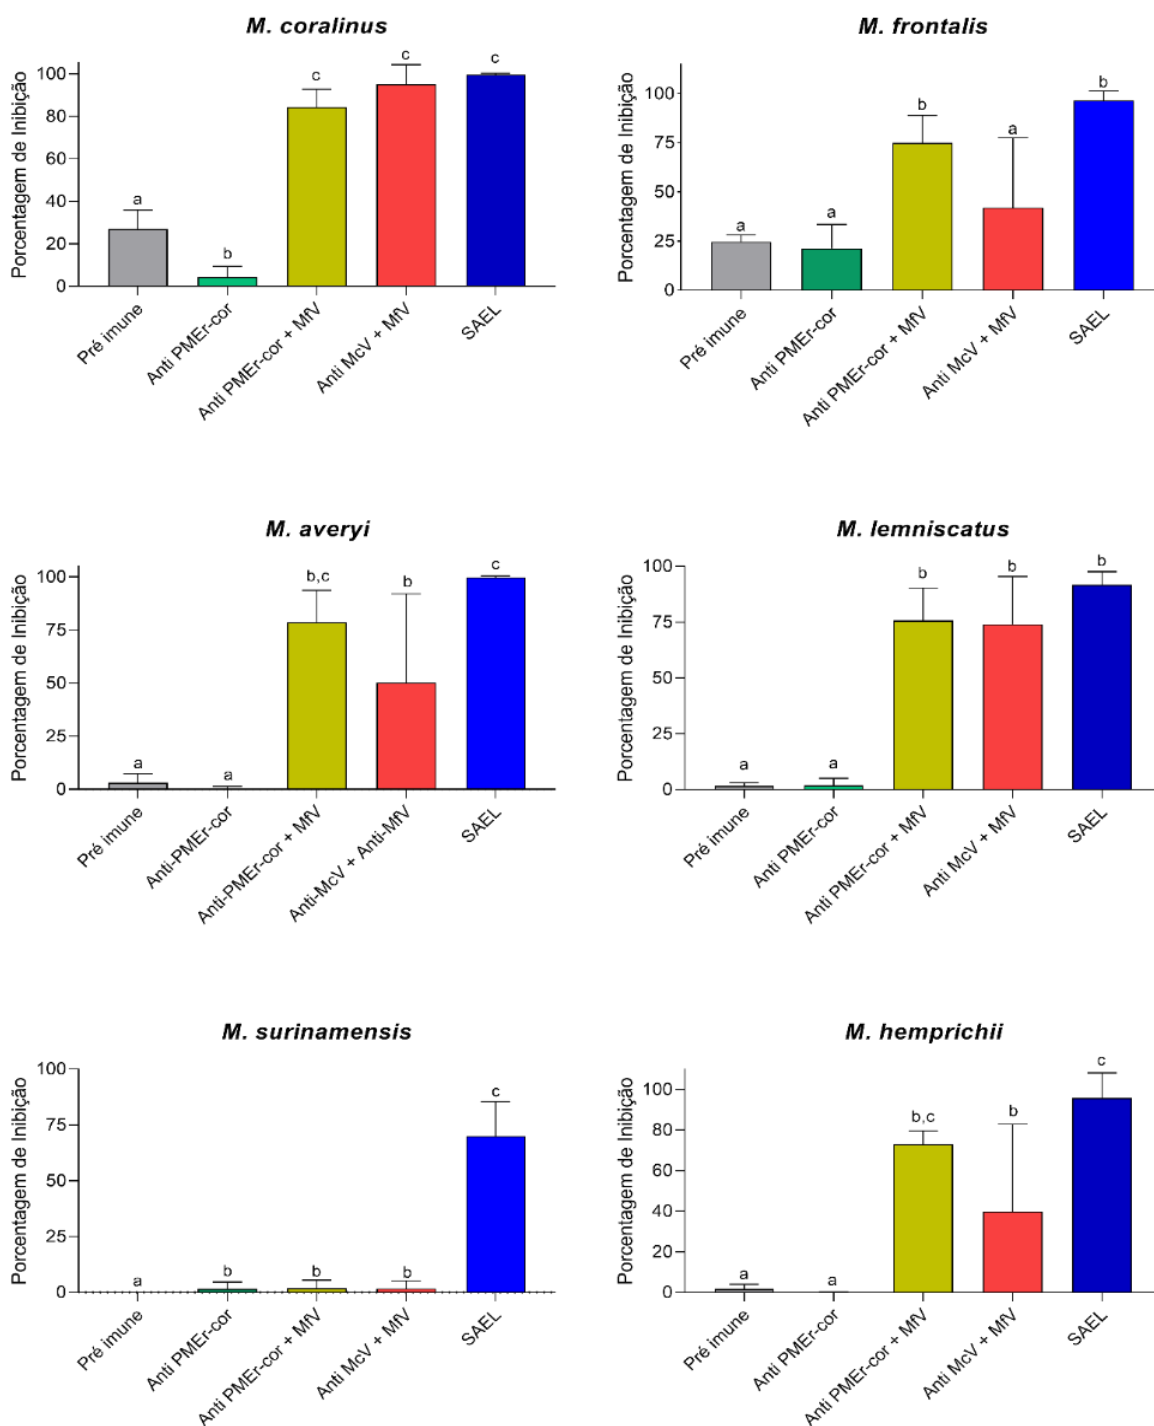 M. coralinus
Porcentagem de Inibição
100
80
60
40
20
0
a
b
c
c
c
Pré imune
Anti PMEr-cor
Anti PMEr-cor + MfV
Anti McV + MfV
SAEL
M. frontalis
Porcentagem de Inibição
100
75
50
25
0
a
a
b
a
b
Pré imune
Anti PMEr-cor
Anti PMEr-cor + MfV
Anti McV + MfV
SAEL
M. averyi
Porcentagem de Inibição
100
75
50
25
0
a
a
b,c
b
c
Pré imune
Anti-PMEr-cor
Anti-PMEr-cor + MfV
Anti-McV + Anti-MfV
SAEL
M. lemniscatus
Porcentagem de Inibição
100
75
50
25
0
a
a
b
b
b
Pré imune
Anti PMEr-cor
Anti PMEr-cor + MfV
Anti McV + MfV
SAEL
M. surinamensis
Porcentagem de Inibição
100
75
50
25
0
a
b
b
b
c
Pré imune
Anti PMEr-cor
Anti PMEr-cor + MfV
Anti McV + MfV
SAEL
M. hemprichii
Porcentagem de Inibição
100
80
60
40
20
0
a
a
b,c
b
c
Pré imune
Anti PMEr-cor
Anti PMEr-cor + MfV
Anti McV + MfV
SAEL